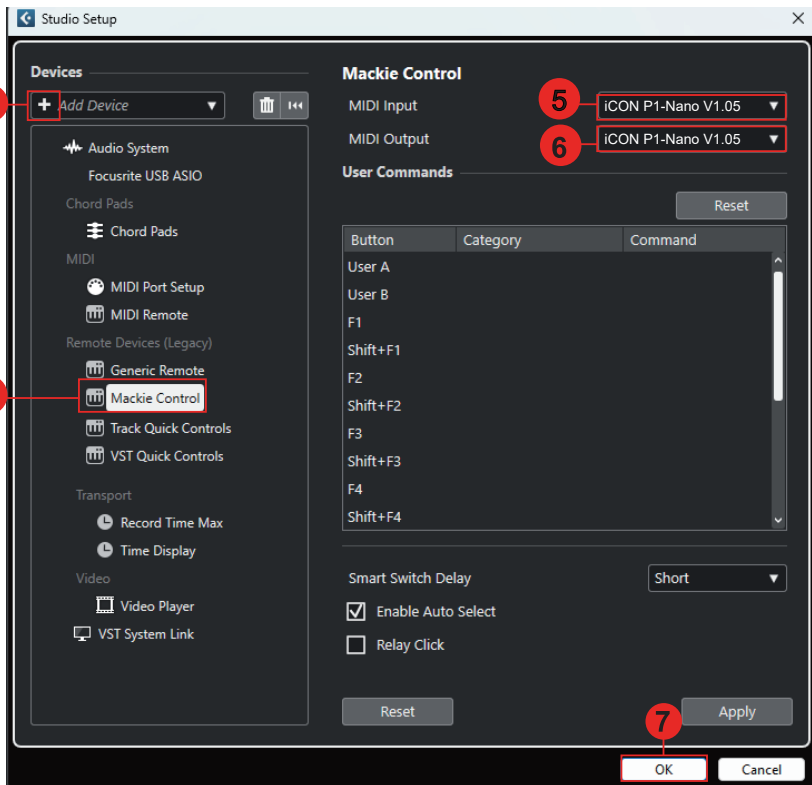 Studio Setup
Devices
Add Device
Audio System
Focusrite USB ASIO
Chord Pads
Chord Pads
MIDI
MIDI Port Setup
MIDI Remote
Remote Devices (Legacy)
Generic Remote
Mackie Control
Track Quick Controls
VST Quick Controls
Transport
Record Time Max
Time Display
Video
Video Player
VST System Link
Mackie Control
MIDI Input 5 iCON P1-Nano V1.05
MIDI Output 6 iCON P1-Nano V1.05
User Commands
Reset
Button Category Command
User A
User B
F1
Shift+F1
F2
Shift+F2
F3
Shift+F3
F4
Shift+F4
Smart Switch Delay Short
Enable Auto Select
Relay Click
Reset 7 Apply
OK Cancel